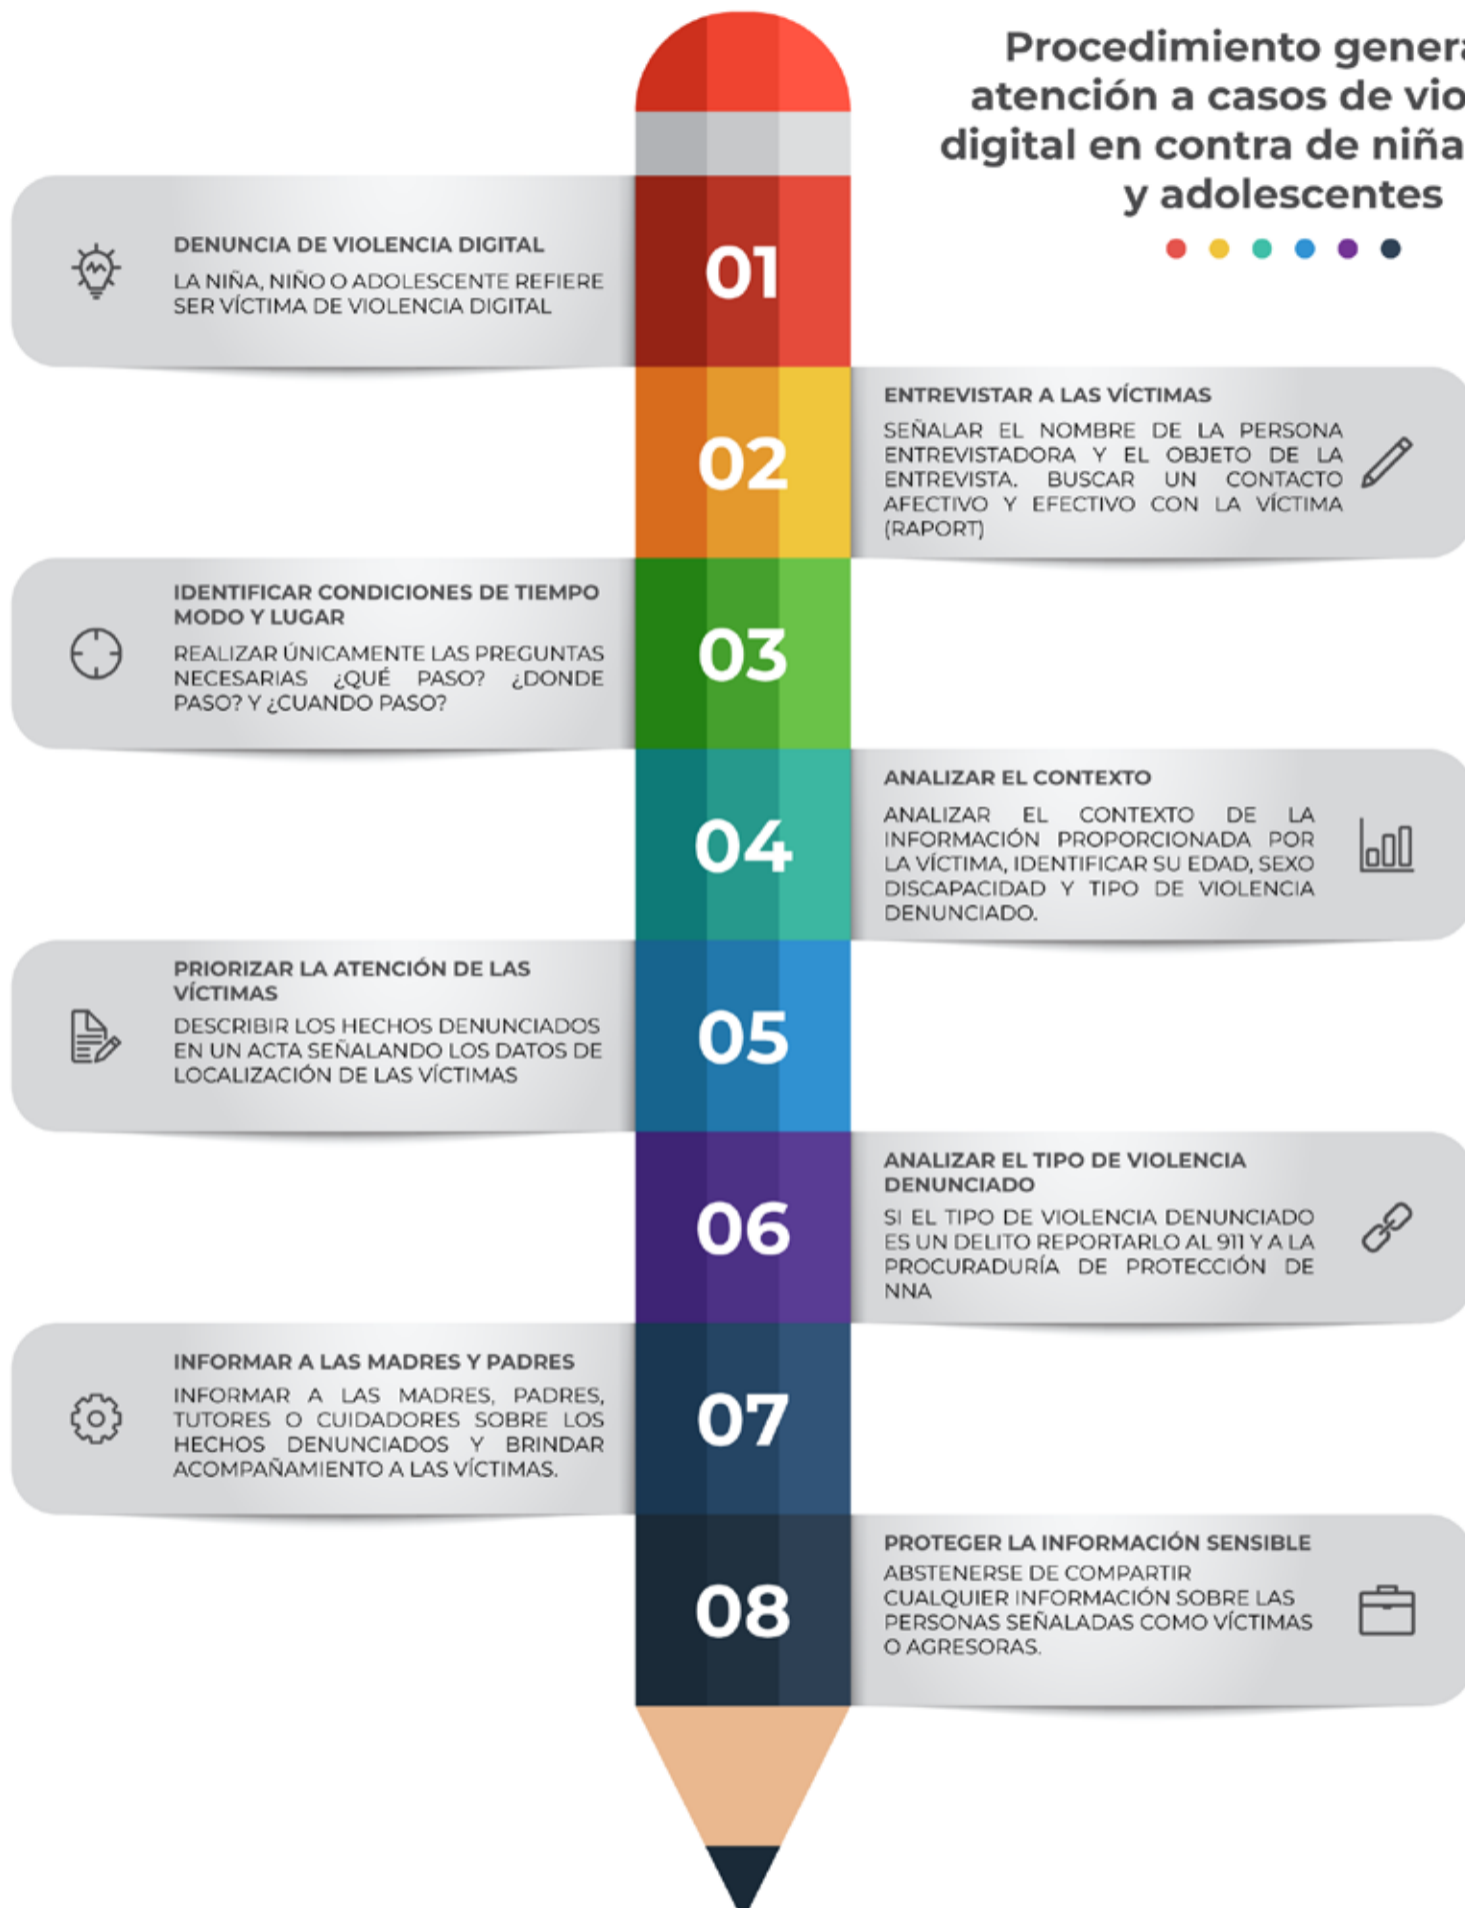 Procedimiento genera
atención a casos de vio
digital en contra de niña
y adolescentes
01
DENUNCIA DE VIOLENCIA DIGITAL
LA NIÑA, NIÑO O ADOLESCENTE REFIERE
SER VÍCTIMA DE VIOLENCIA DIGITAL
02
ENTREVISTAR A LAS VÍCTIMAS
SEÑALAR EL NOMBRE DE LA PERSONA
ENTREVISTADORA Y EL OBJETO DE LA
ENTREVISTA. BUSCAR UN CONTACTO
AFECTIVO Y EFECTIVO CON LA VÍCTIMA
(RAPORT)
03
IDENTIFICAR CONDICIONES DE TIEMPO
MODO Y LUGAR
REALIZAR ÚNICAMENTE LAS PREGUNTAS
NECESARIAS ¿QUÉ PASO? ¿DONDE
PASO? Y ¿CUANDO PASO?
04
ANALIZAR EL CONTEXTO
ANALIZAR EL CONTEXTO DE LA
INFORMACIÓN PROPORCIONADA POR
LA VÍCTIMA, IDENTIFICAR SU EDAD, SEXO
DISCAPACIDAD Y TIPO DE VIOLENCIA
DENUNCIADO.
05
PRIORIZAR LA ATENCIÓN DE LAS
VÍCTIMAS
DESCRIBIR LOS HECHOS DENUNCIADOS
EN UN ACTA SEÑALANDO LOS DATOS DE
LOCALIZACIÓN DE LAS VÍCTIMAS
06
ANALIZAR EL TIPO DE VIOLENCIA
DENUNCIADO
SI EL TIPO DE VIOLENCIA DENUNCIADO
ES UN DELITO REPORTARLO AL 911 Y A LA
PROCURADURÍA DE PROTECCIÓN DE
NNA
07
INFORMAR A LAS MADRES Y PADRES
INFORMAR A LAS MADRES, PADRES,
TUTORES O CUIDADORES SOBRE LOS
HECHOS DENUNCIADOS Y BRINDAR
ACOMPAÑAMIENTO A LAS VÍCTIMAS.
08
PROTEGER LA INFORMACIÓN SENSIBLE
ABSTENERSE DE COMPARTIR
CUALQUIER INFORMACIÓN SOBRE LAS
PERSONAS SEÑALADAS COMO VÍCTIMAS
O AGRESORAS.